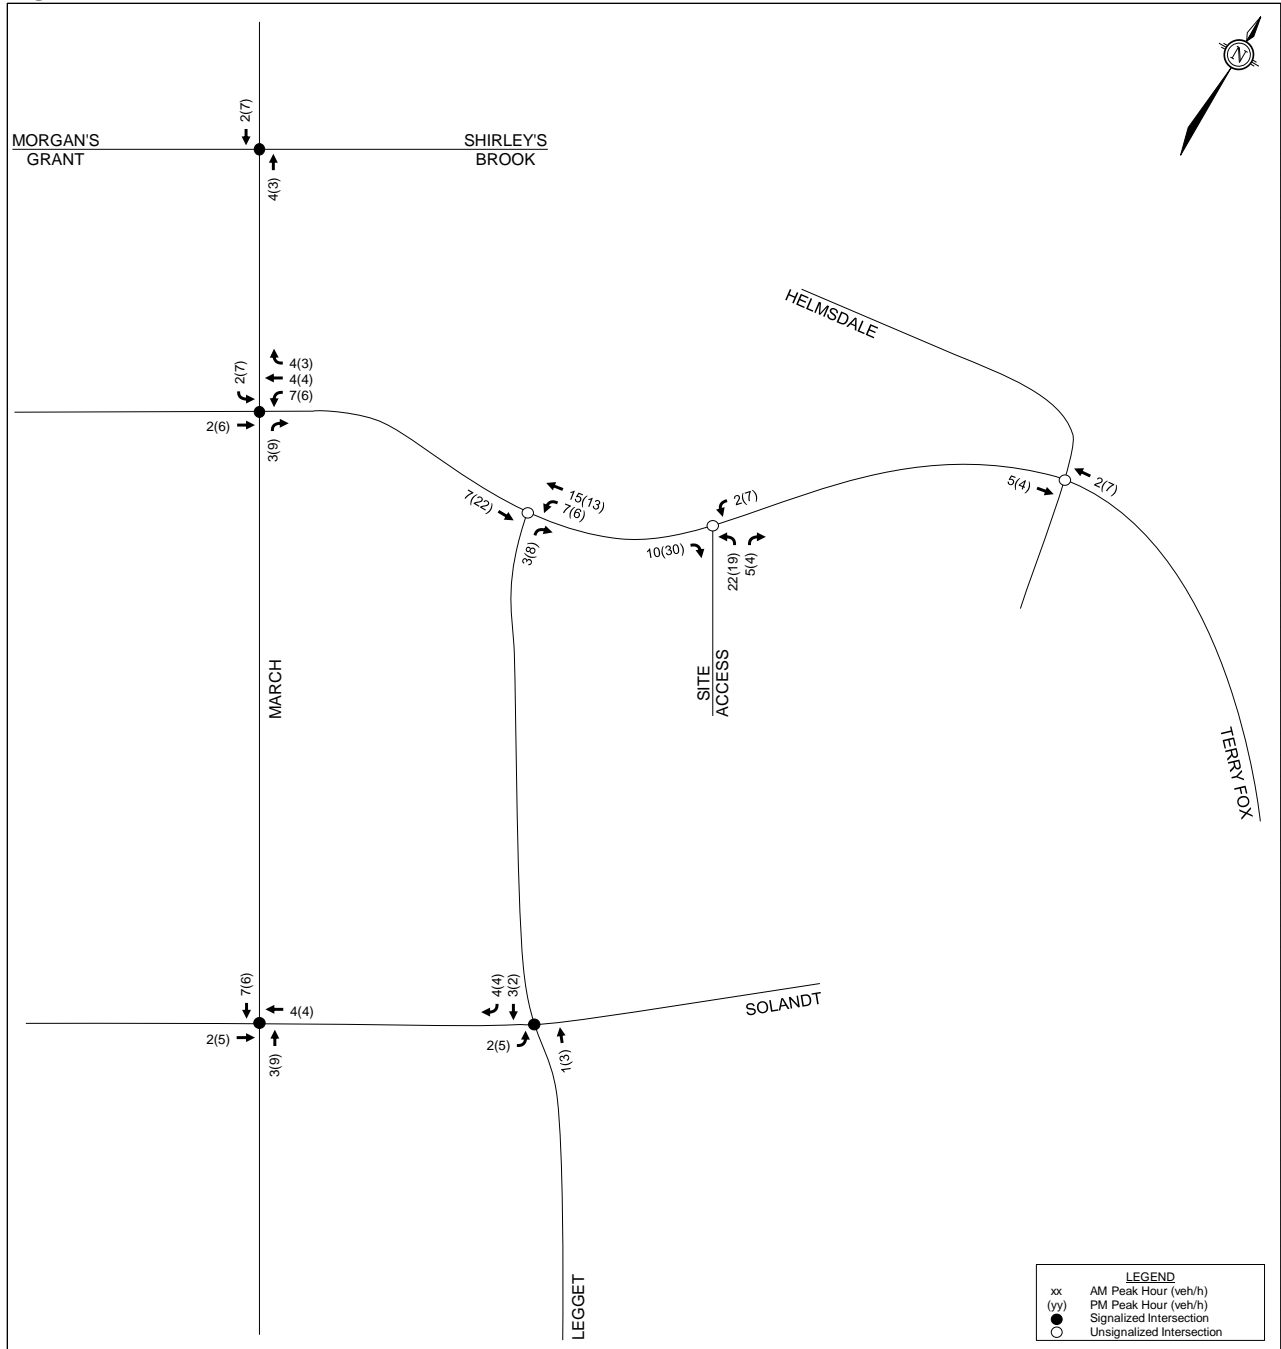 N
2(7)
MORGAN'S
GRANT
SHIRLEY'S
BROOK
4(3)
HELMSDALE
2(7)
4(3)
4(4)
7(6)
2(6)
3(9)
7(22)
15(13)
7(6)
3(8)
2(7)
10(30)
22(19)
5(4)
5(4)
2(7)
MARCH
SITE
ACCESS
TERRY FOX
7(6)
4(4)
2(5)
3(9)
4(4)
3(2)
2(5)
1(3)
SOLANDT
LEGGET
LEGEND
xx AM Peak Hour (veh/h)
(yy) PM Peak Hour (veh/h)
Signalized Intersection
Unsignalized Intersection